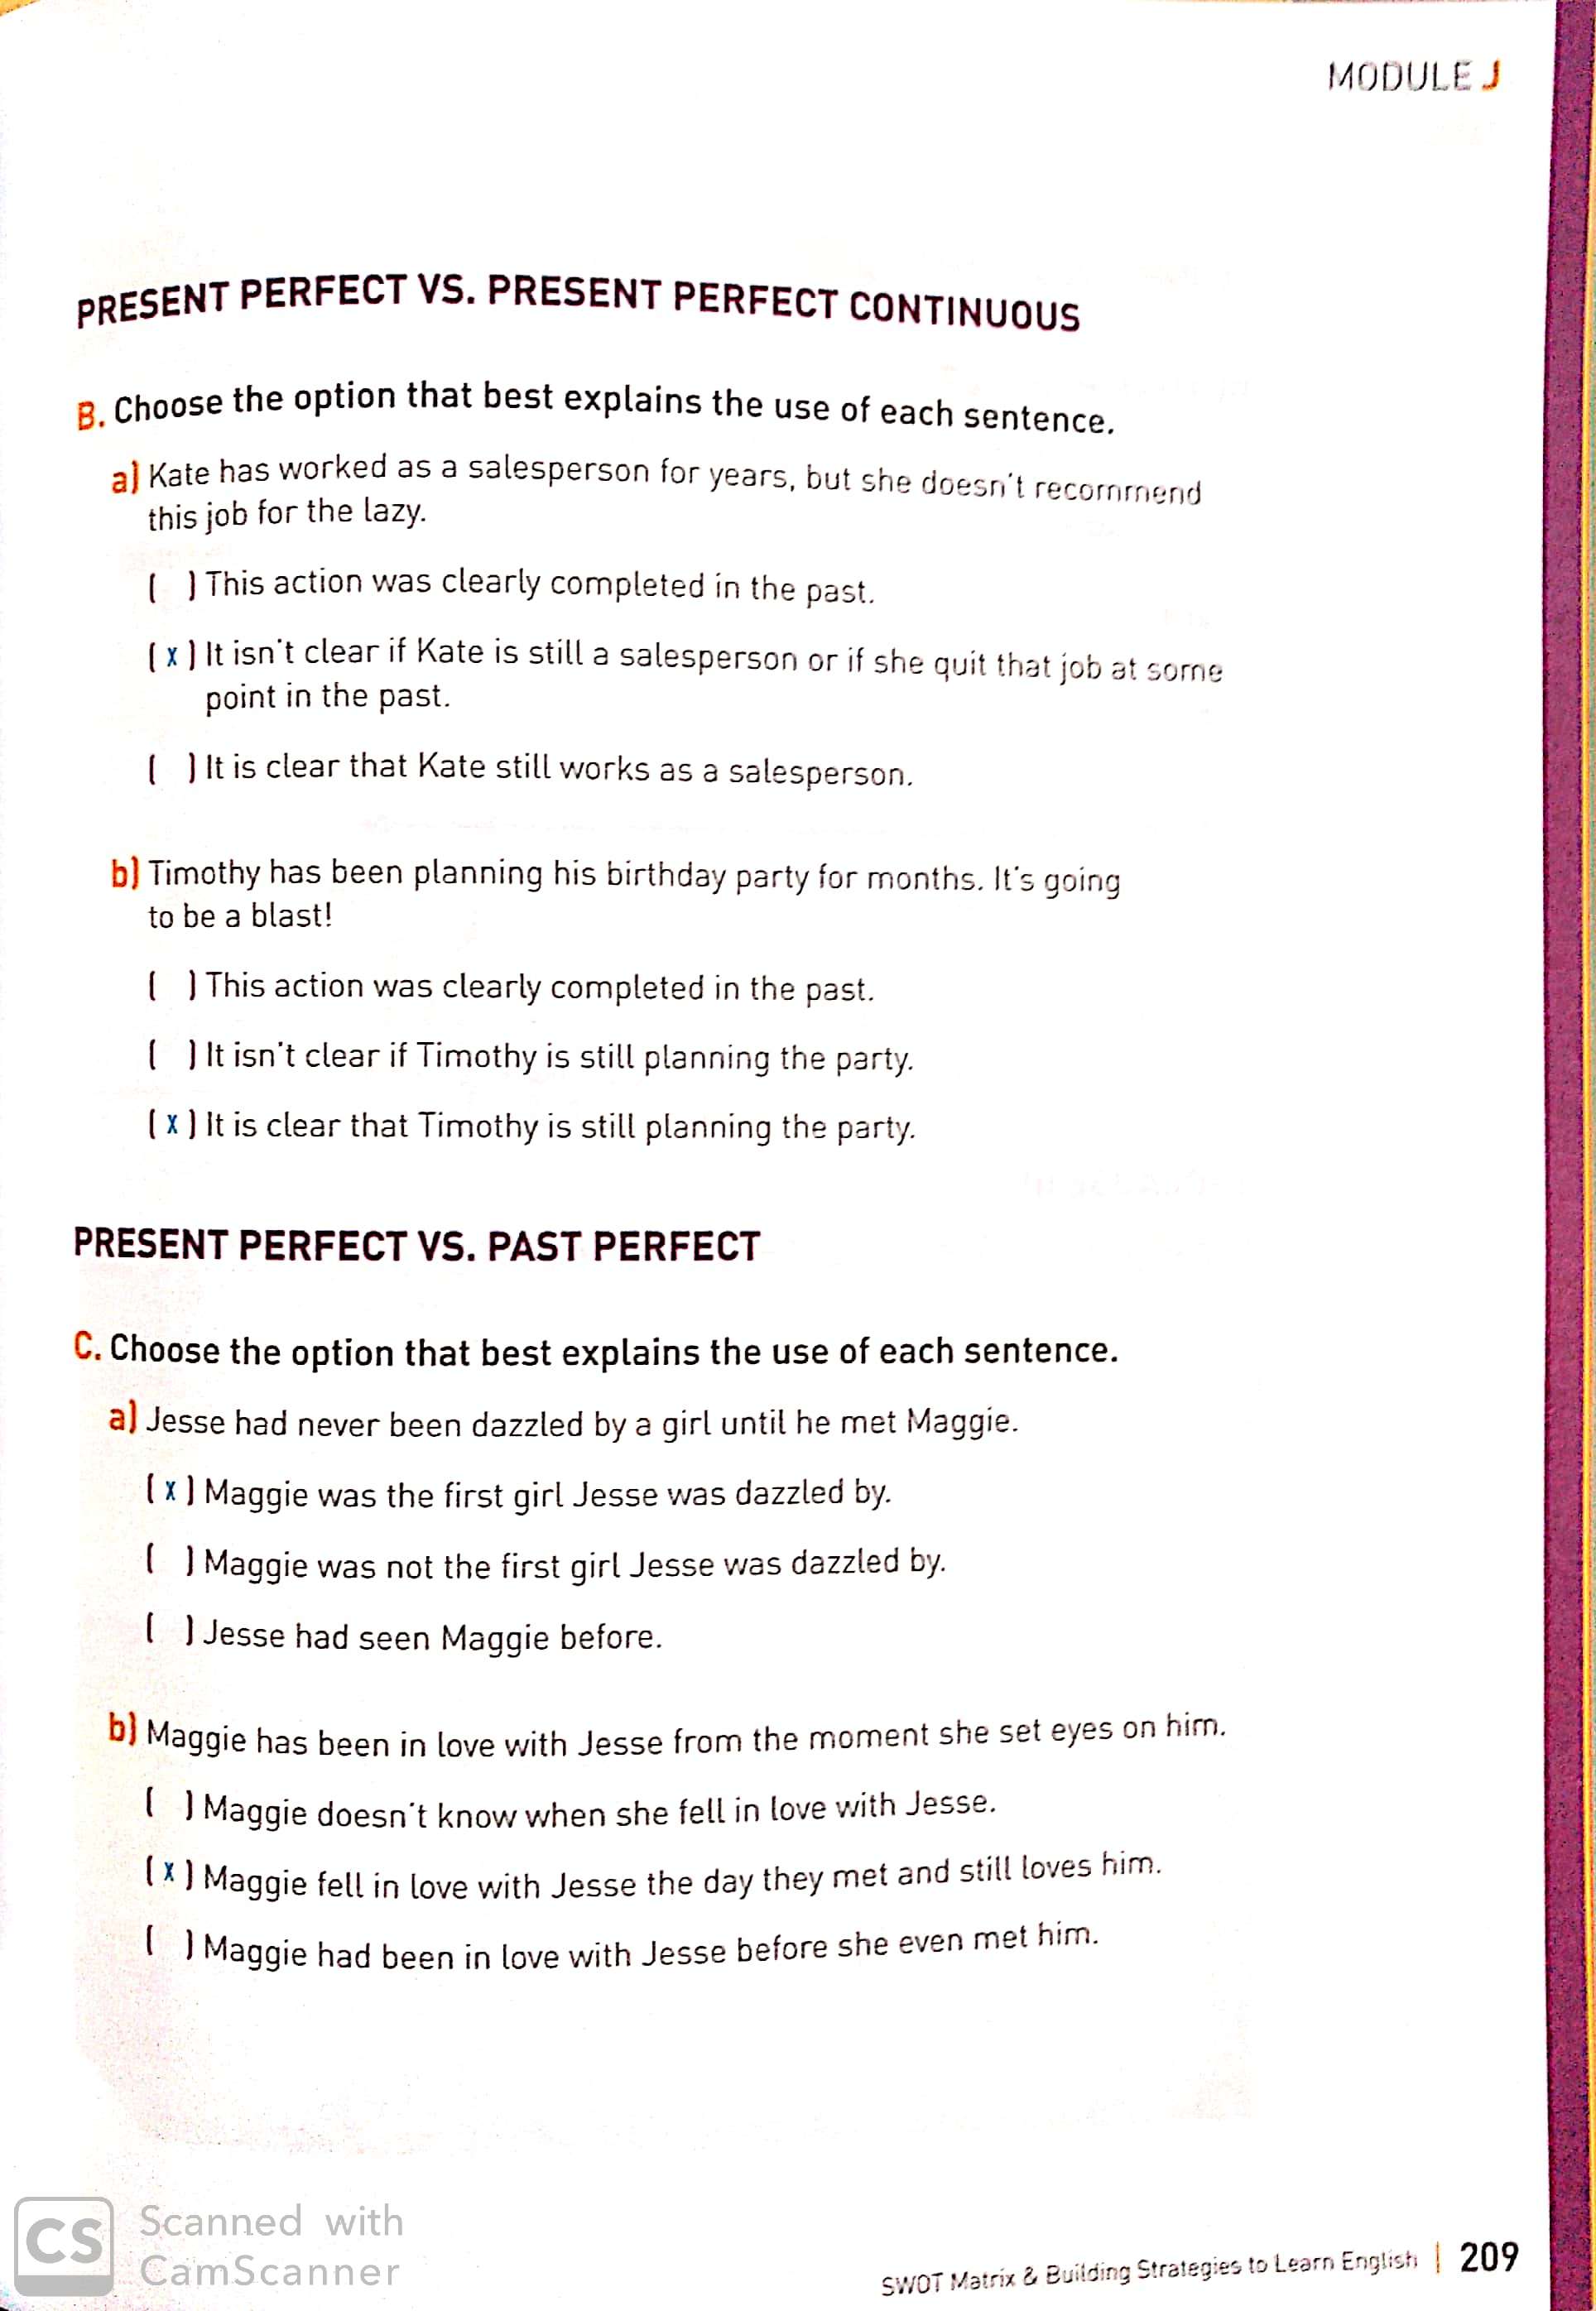 MODULE J
PRESENT PERFECT VS. PRESENT PERFECT CONTINUOUS
B. Choose the option that best explains the use of each sentence.
a) Kate has worked as a salesperson for years, but she doesn't recommend
this job for the lazy.
( ) This action was clearly completed in the past.
( x ) It isn't clear if Kate is still a salesperson or if she quit that job at some
point in the past.
( ) It is clear that Kate still works as a salesperson.
b) Timothy has been planning his birthday party for months. It's going
to be a blast!
( ) This action was clearly completed in the past.
( ) It isn't clear if Timothy is still planning the party.
( x ) It is clear that Timothy is still planning the party.
PRESENT PERFECT VS. PAST PERFECT
C. Choose the option that best explains the use of each sentence.
a) Jesse had never been dazzled by a girl until he met Maggie.
( x ) Maggie was the first girl Jesse was dazzled by.
( ) Maggie was not the first girl Jesse was dazzled by.
( ) Jesse had seen Maggie before.
b) Maggie has been in love with Jesse from the moment she set eyes on him.
( ) Maggie doesn't know when she fell in love with Jesse.
( x ) Maggie fell in love with Jesse the day they met and still loves him.
( ) Maggie had been in love with Jesse before she even met him.
CS Scanned with
CamScanner
SWOT Matrix & Building Strategies to Learn English | 209